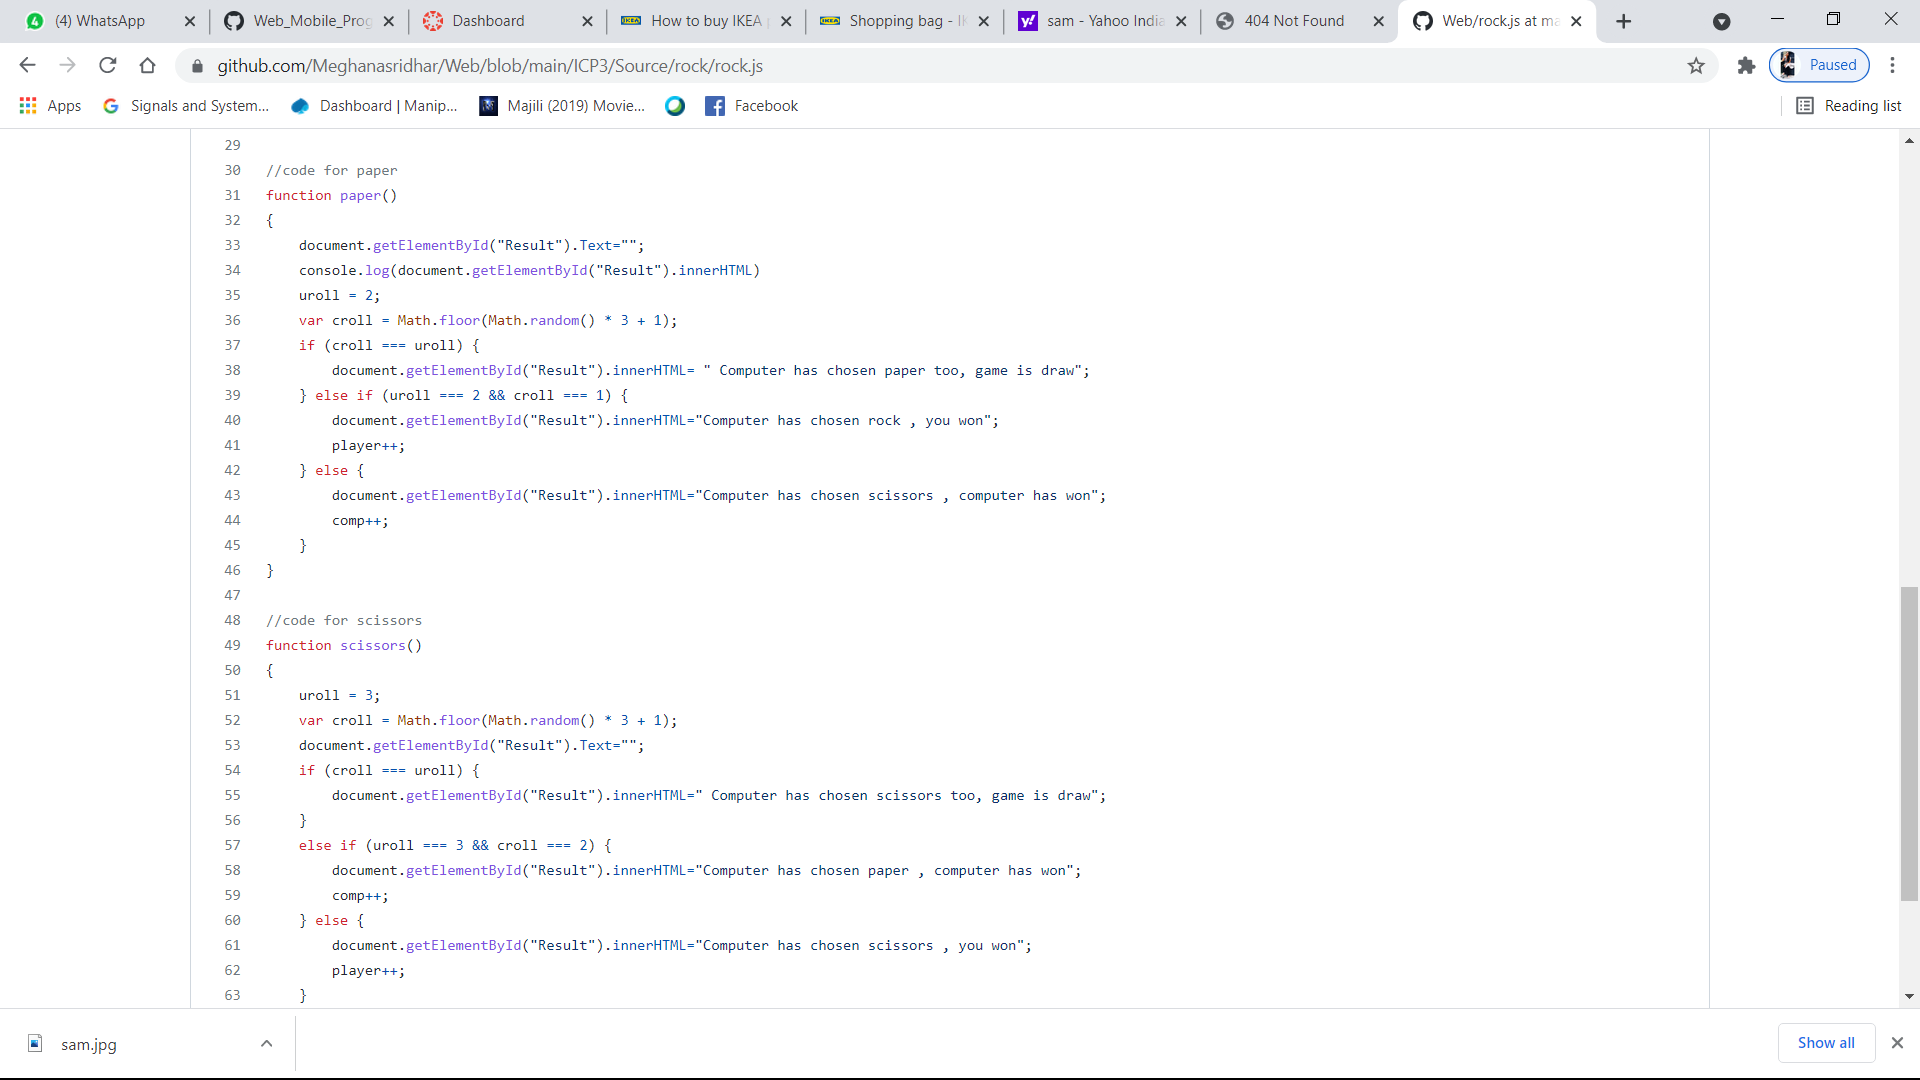 (4) WhatsApp
Web_Mobile_Prog
Dashboard
How to buy IKEA
Shopping bag - IK
sam - Yahoo India
404 Not Found
Web/rock.js at ma
github.com/Meghanasridhar/Web/blob/main/ICP3/Source/rock/rock.js
Paused
Apps
Signals and System...
Dashboard | Manip...
Majili (2019) Movie...
Facebook
Reading list
29
30 //code for paper
31 function paper()
32 {
33 document.getElementById("Result").Text="";
34 console.log(document.getElementById("Result").innerHTML)
35 uroll = 2;
36 var croll = Math.floor(Math.random() * 3 + 1);
37 if (croll === uroll) {
38 document.getElementById("Result").innerHTML= " Computer has chosen paper too, game is draw";
39 } else if (uroll === 2 && croll === 1) {
40 document.getElementById("Result").innerHTML="Computer has chosen rock , you won";
41 player++;
42 } else {
43 document.getElementById("Result").innerHTML="Computer has chosen scissors , computer has won";
44 comp++;
45 }
46 }
47
48 //code for scissors
49 function scissors()
50 {
51 uroll = 3;
52 var croll = Math.floor(Math.random() * 3 + 1);
53 document.getElementById("Result").Text="";
54 if (croll === uroll) {
55 document.getElementById("Result").innerHTML=" Computer has chosen scissors too, game is draw";
56 }
57 else if (uroll === 3 && croll === 2) {
58 document.getElementById("Result").innerHTML="Computer has chosen paper , computer has won";
59 comp++;
60 } else {
61 document.getElementById("Result").innerHTML="Computer has chosen scissors , you won";
62 player++;
63 }
sam.jpg
Show all